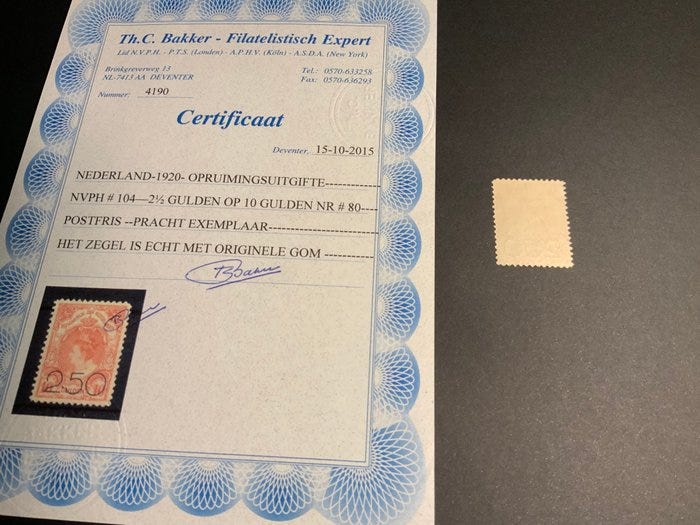 Th.C. Bakker - Filatelistisch Expert
Lid N.V.P.H. - P.T.S. (Londen) - A.P.H.V. (Köln) - A.S.D.A. (New York)
Brinkgreverweg 13
NL-7413 AA DEVENTER
Tel.: 0570-633258
Fax: 0570-636293
Nummer: 4190
Certificaat
Deventer, 15-10-2015
NEDERLAND-1920- OPRUIMINGSUITGIFTE------------
NVPH # 104—2½ GULDEN OP 10 GULDEN NR # 80---
POSTFRIS --PRACHT EXEMPLAAR------------------------
HET ZEGEL IS ECHT MET ORIGINELE GOM -----------
Bakker
2.50